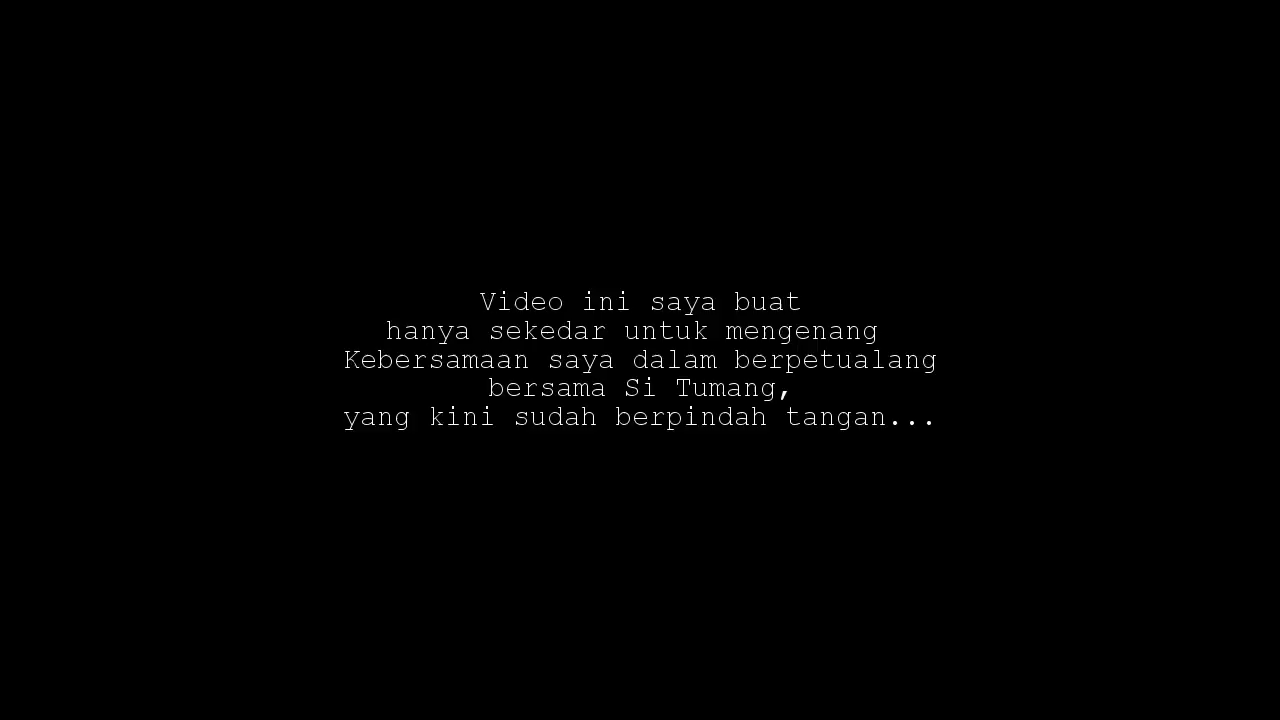 Video ini saya buat
hanya sekedar untuk mengenang
Kebersamaan saya dalam berpetualang
bersama Si Tumang,
yang kini sudah berpindah tangan...